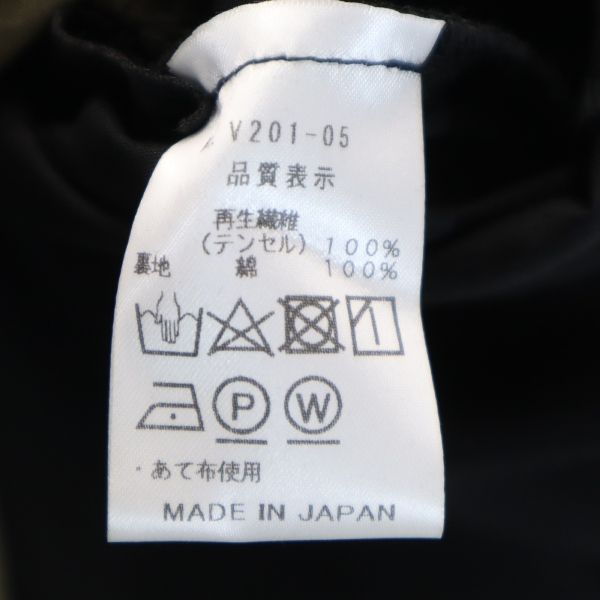 V201-05
品質表示
再生繊維
(テンセル) 100%
裏地 綿 100%
P W
・あて布使用
MADE IN JAPAN